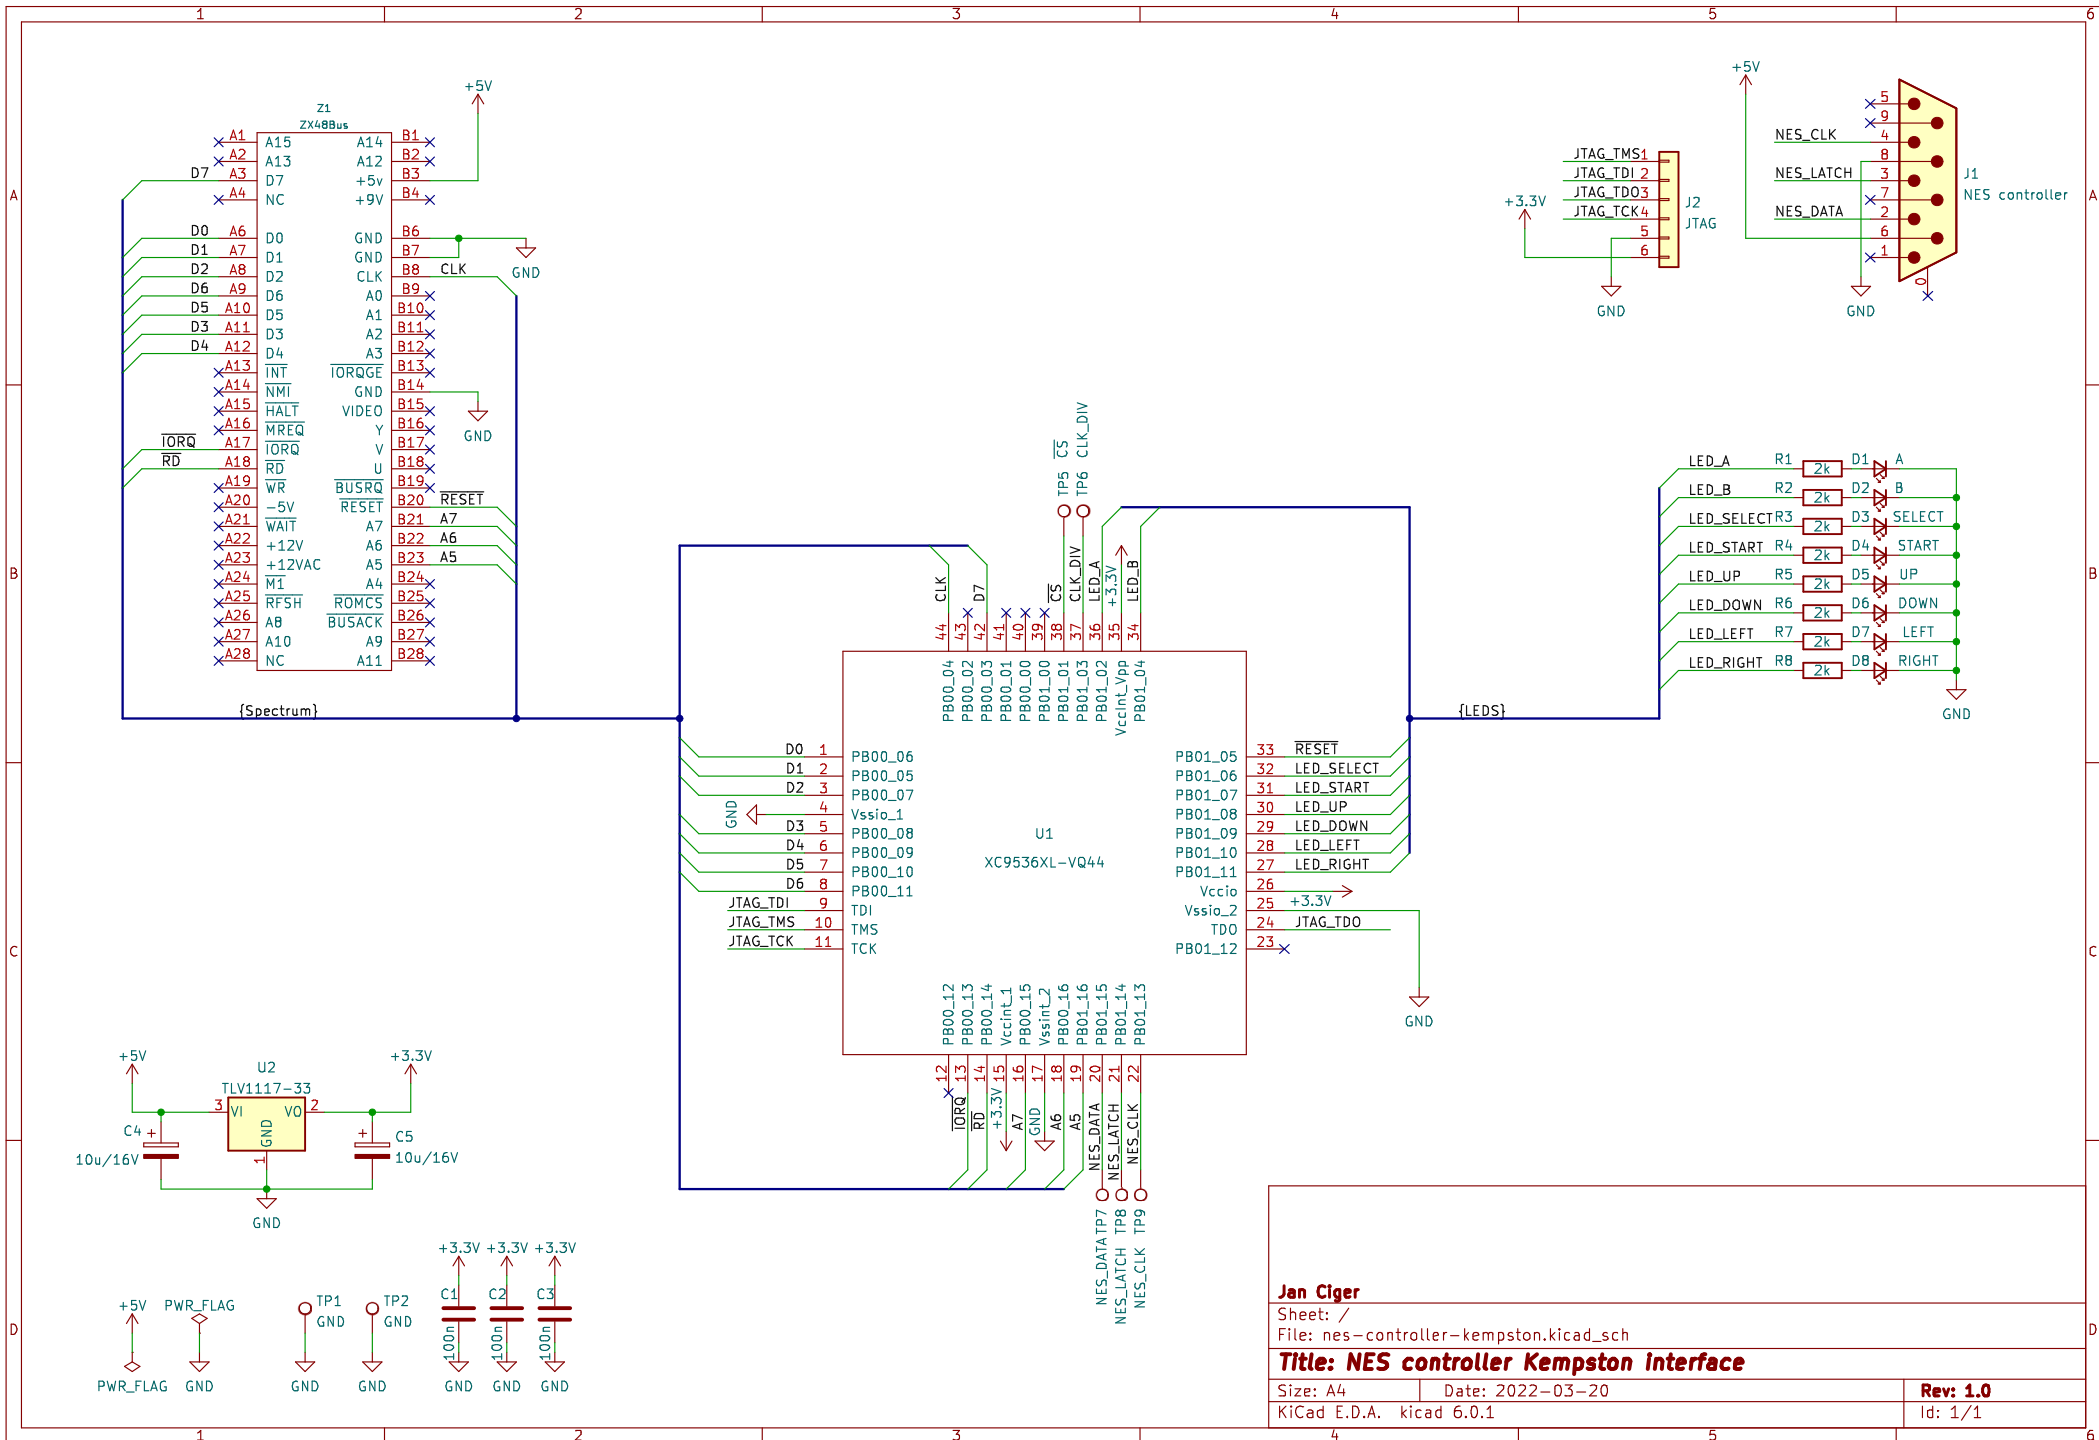 1 2 3 4 5 6
A
B
C
D
A
B
C
D
1 2 3 4 5 6
Z1
ZX48Bus
+5V
A1 A15 A14 B1
A2 A13 A12 B2
D7 A3 D7 +5v B3
A4 NC +9V B4
D0 A6 D0 GND B6
D1 A7 D1 GND B7
GND
D2 A8 D2 CLK B8 CLK
D6 A9 D6 A0 B9
D5 A10 D5 A1 B10
D3 A11 D3 A2 B11
D4 A12 D4 A3 B12
A13 INT IORQGE B13
A14 NMI GND B14
A15 HALT VIDEO B15
GND
A16 MREQ Y B16
IORQ A17 IORQ V B17
RD A18 RD U B18
A19 WR BUSRQ B19
A20 -5V RESET B20 RESET
A21 WAIT A7 B21 A7
A22 +12V A6 B22 A6
A23 +12VAC A5 B23 A5
A24 M1 A4 B24
A25 RFSH ROMCS B25
A26 A8 BUSACK B26
A27 A10 A9 B27
A28 NC A11 B28
{Spectrum}
JTAG_TMS 1
JTAG_TDI 2
JTAG_TDO 3
JTAG_TCK 4
5
6
+3.3V
J2
JTAG
GND
+5V
5
9
NES_CLK 4
8
NES_LATCH 3
7
NES_DATA 2
6
1
0
J1
NES controller
GND
LED_A R1 2k D1 A
LED_B R2 2k D2 B
LED_SELECT R3 2k D3 SELECT
LED_START R4 2k D4 START
LED_UP R5 2k D5 UP
LED_DOWN R6 2k D6 DOWN
LED_LEFT R7 2k D7 LEFT
LED_RIGHT R8 2k D8 RIGHT
GND
{LEDS}
TP5 CS
TP6 CLK_DIV
CLK 44 PB00_04
43 PB00_02
D7 42 PB00_03
41 PB00_01
40 PB00_00
39 PB01_00
CS 38 PB01_01
CLK_DIV 37 PB01_03
LED_A 36 PB01_02
+3.3V 35 VccInt_Vpp
LED_B 34 PB01_04
D0 1 PB00_06
D1 2 PB00_05
D2 3 PB00_07
GND 4 Vssio_1
D3 5 PB00_08
D4 6 PB00_09
D5 7 PB00_10
D6 8 PB00_11
JTAG_TDI 9 TDI
JTAG_TMS 10 TMS
JTAG_TCK 11 TCK
U1
XC9536XL-VQ44
PB01_05 33 RESET
PB01_06 32 LED_SELECT
PB01_07 31 LED_START
PB01_08 30 LED_UP
PB01_09 29 LED_DOWN
PB01_10 28 LED_LEFT
PB01_11 27 LED_RIGHT
Vccio 26 +3.3V
Vssio_2 25
TDO 24 JTAG_TDO
PB01_12 23
GND
PB00_12 12
PB00_13 13 IORQ
PB00_14 14 RD
Vccint_1 15 +3.3V
PB00_15 16 A7
Vssint_2 17 GND
PB00_16 18 A6
PB01_16 19 A5
PB01_15 20 NES_DATA
PB01_14 21 NES_LATCH
PB01_13 22 NES_CLK
NES_DATA TP7
NES_LATCH TP8
NES_CLK TP9
+5V
U2
TLV1117-33
+3.3V
3 VI VO 2
GND
1
C4
+
10u/16V
+
C5
10u/16V
GND
+5V
PWR_FLAG
PWR_FLAG
GND
TP1
GND
GND
TP2
GND
GND
+3.3V +3.3V +3.3V
C1 C2 C3
100n 100n 100n
GND GND GND
Jan Ciger
Sheet: /
File: nes-controller-kempston.kicad_sch
Title: NES controller Kempston interface
Size: A4 Date: 2022-03-20 Rev: 1.0
KiCad E.D.A. kicad 6.0.1 Id: 1/1